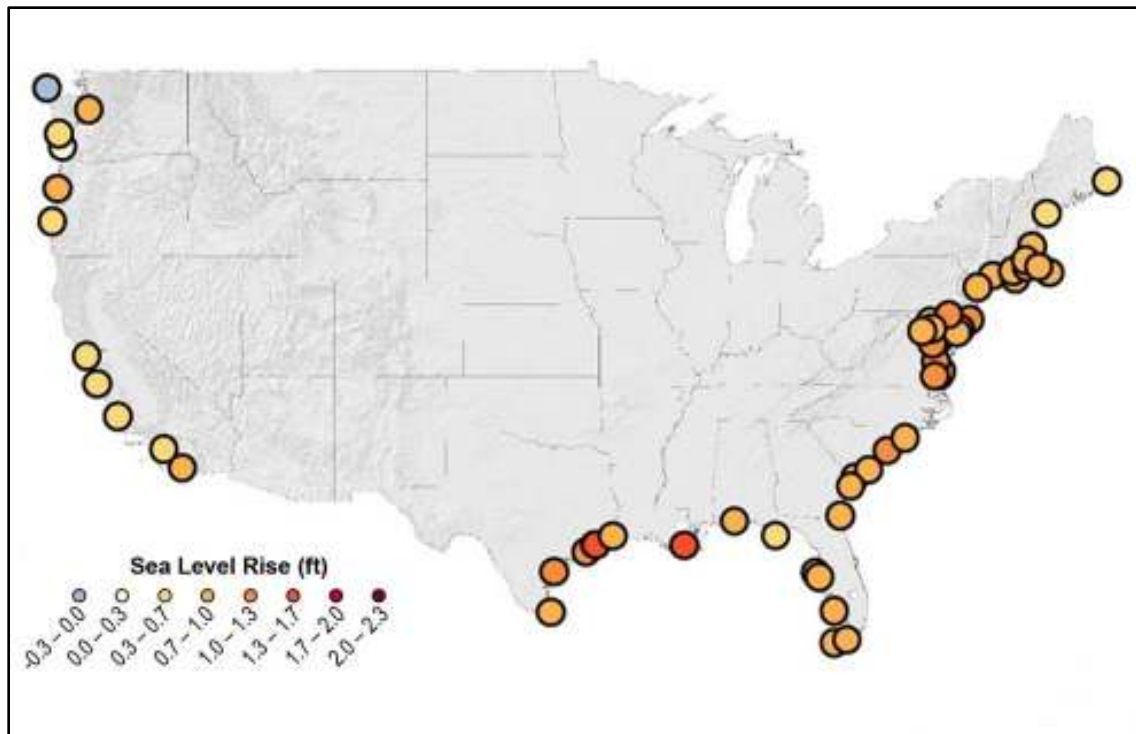 Sea Level Rise (ft)
-0.3 – 0.0
0.0 – 0.3
0.3 – 0.7
0.7 – 1.0
1.0 – 1.3
1.3 – 1.7
1.7 – 2.0
2.0 – 2.3